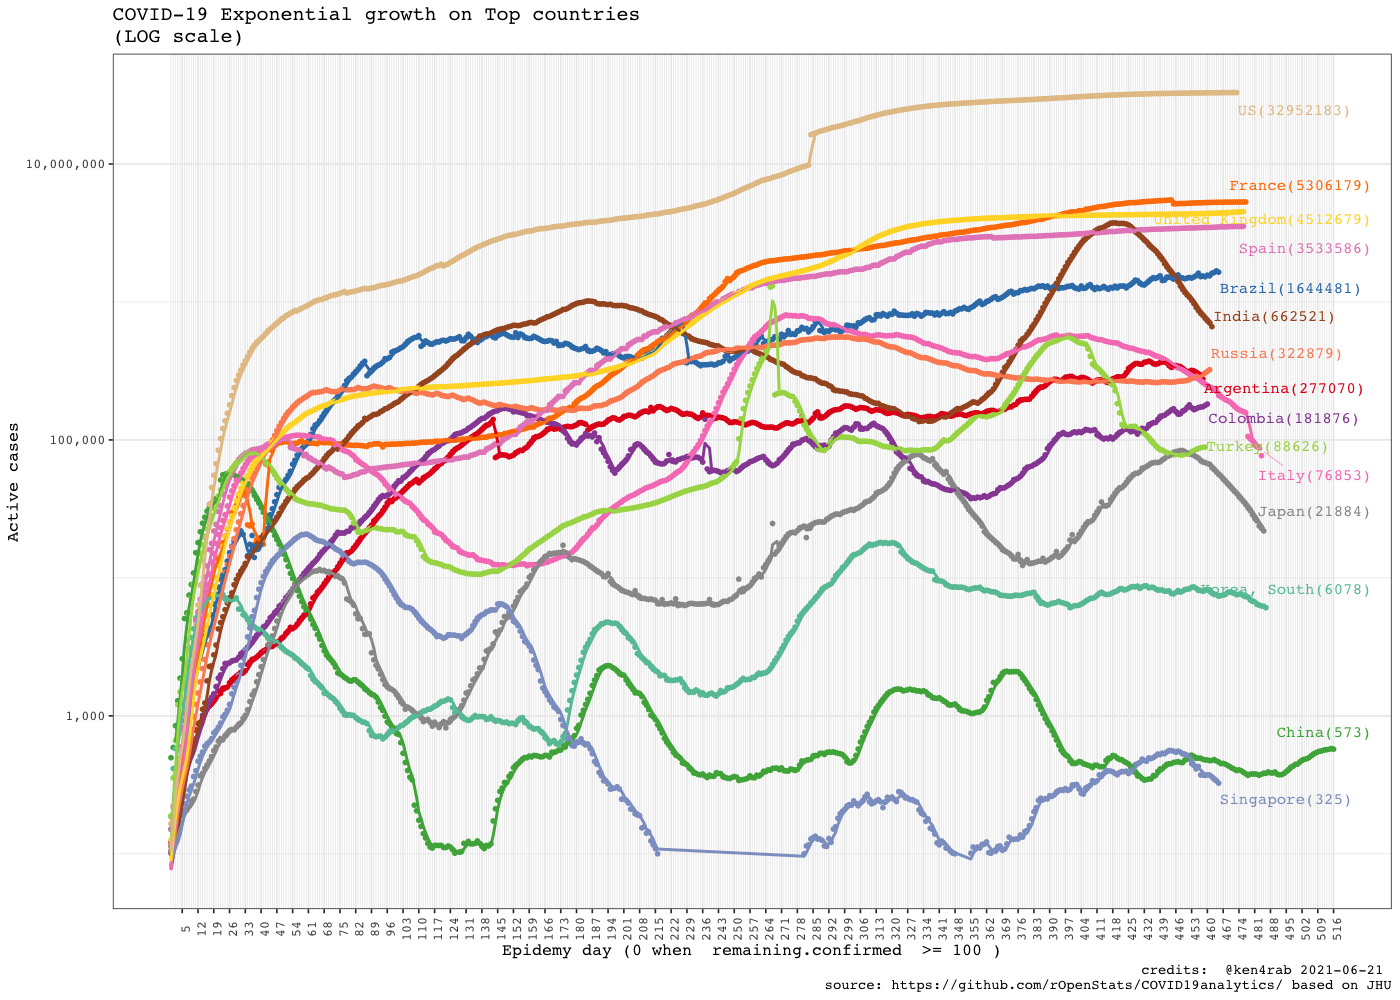 COVID-19 Exponential growth on Top countries
(LOG scale)
Active cases
10,000,000
100,000
1,000
US(32952183)
France(5306179)
United Kingdom(4512679)
Spain(3533586)
Brazil(1644481)
India(662521)
Russia(322879)
Argentina(277070)
Colombia(181876)
Turkey(88626)
Italy(76853)
Japan(21884)
Korea, South(6078)
China(573)
Singapore(325)
5 12 19 26 33 40 47 54 61 68 75 82 89 96 103 110 117 124 131 138 145 152 159 166 173 180 187 194 201 208 215 222 229 236 243 250 257 264 271 278 285 292 299 306 313 320 327 334 341 348 355 362 369 376 383 390 397 404 411 418 425 432 439 446 453 460 467 474 481 488 495 502 509 516
Epidemy day (0 when remaining.confirmed >= 100 )
credits: @ken4rab 2021-06-21
source: https://github.com/rOpenStats/COVID19analytics/ based on JHU